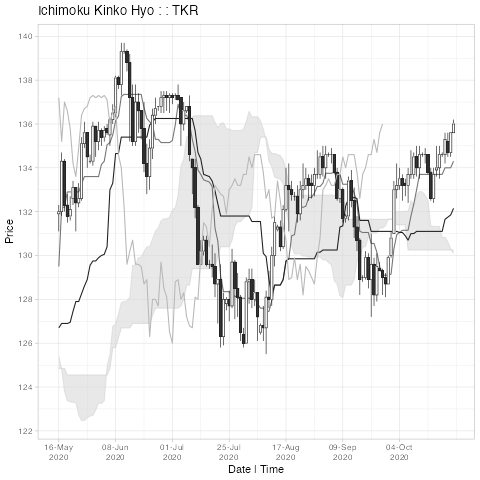 Ichimoku Kinko Hyo : : TKR
140
138
136
134
132
130
128
126
124
122
Price
16-May 08-Jun 01-Jul 25-Jul 17-Aug 09-Sep 04-Oct
2020 2020 2020 2020 2020 2020 2020
Date | Time